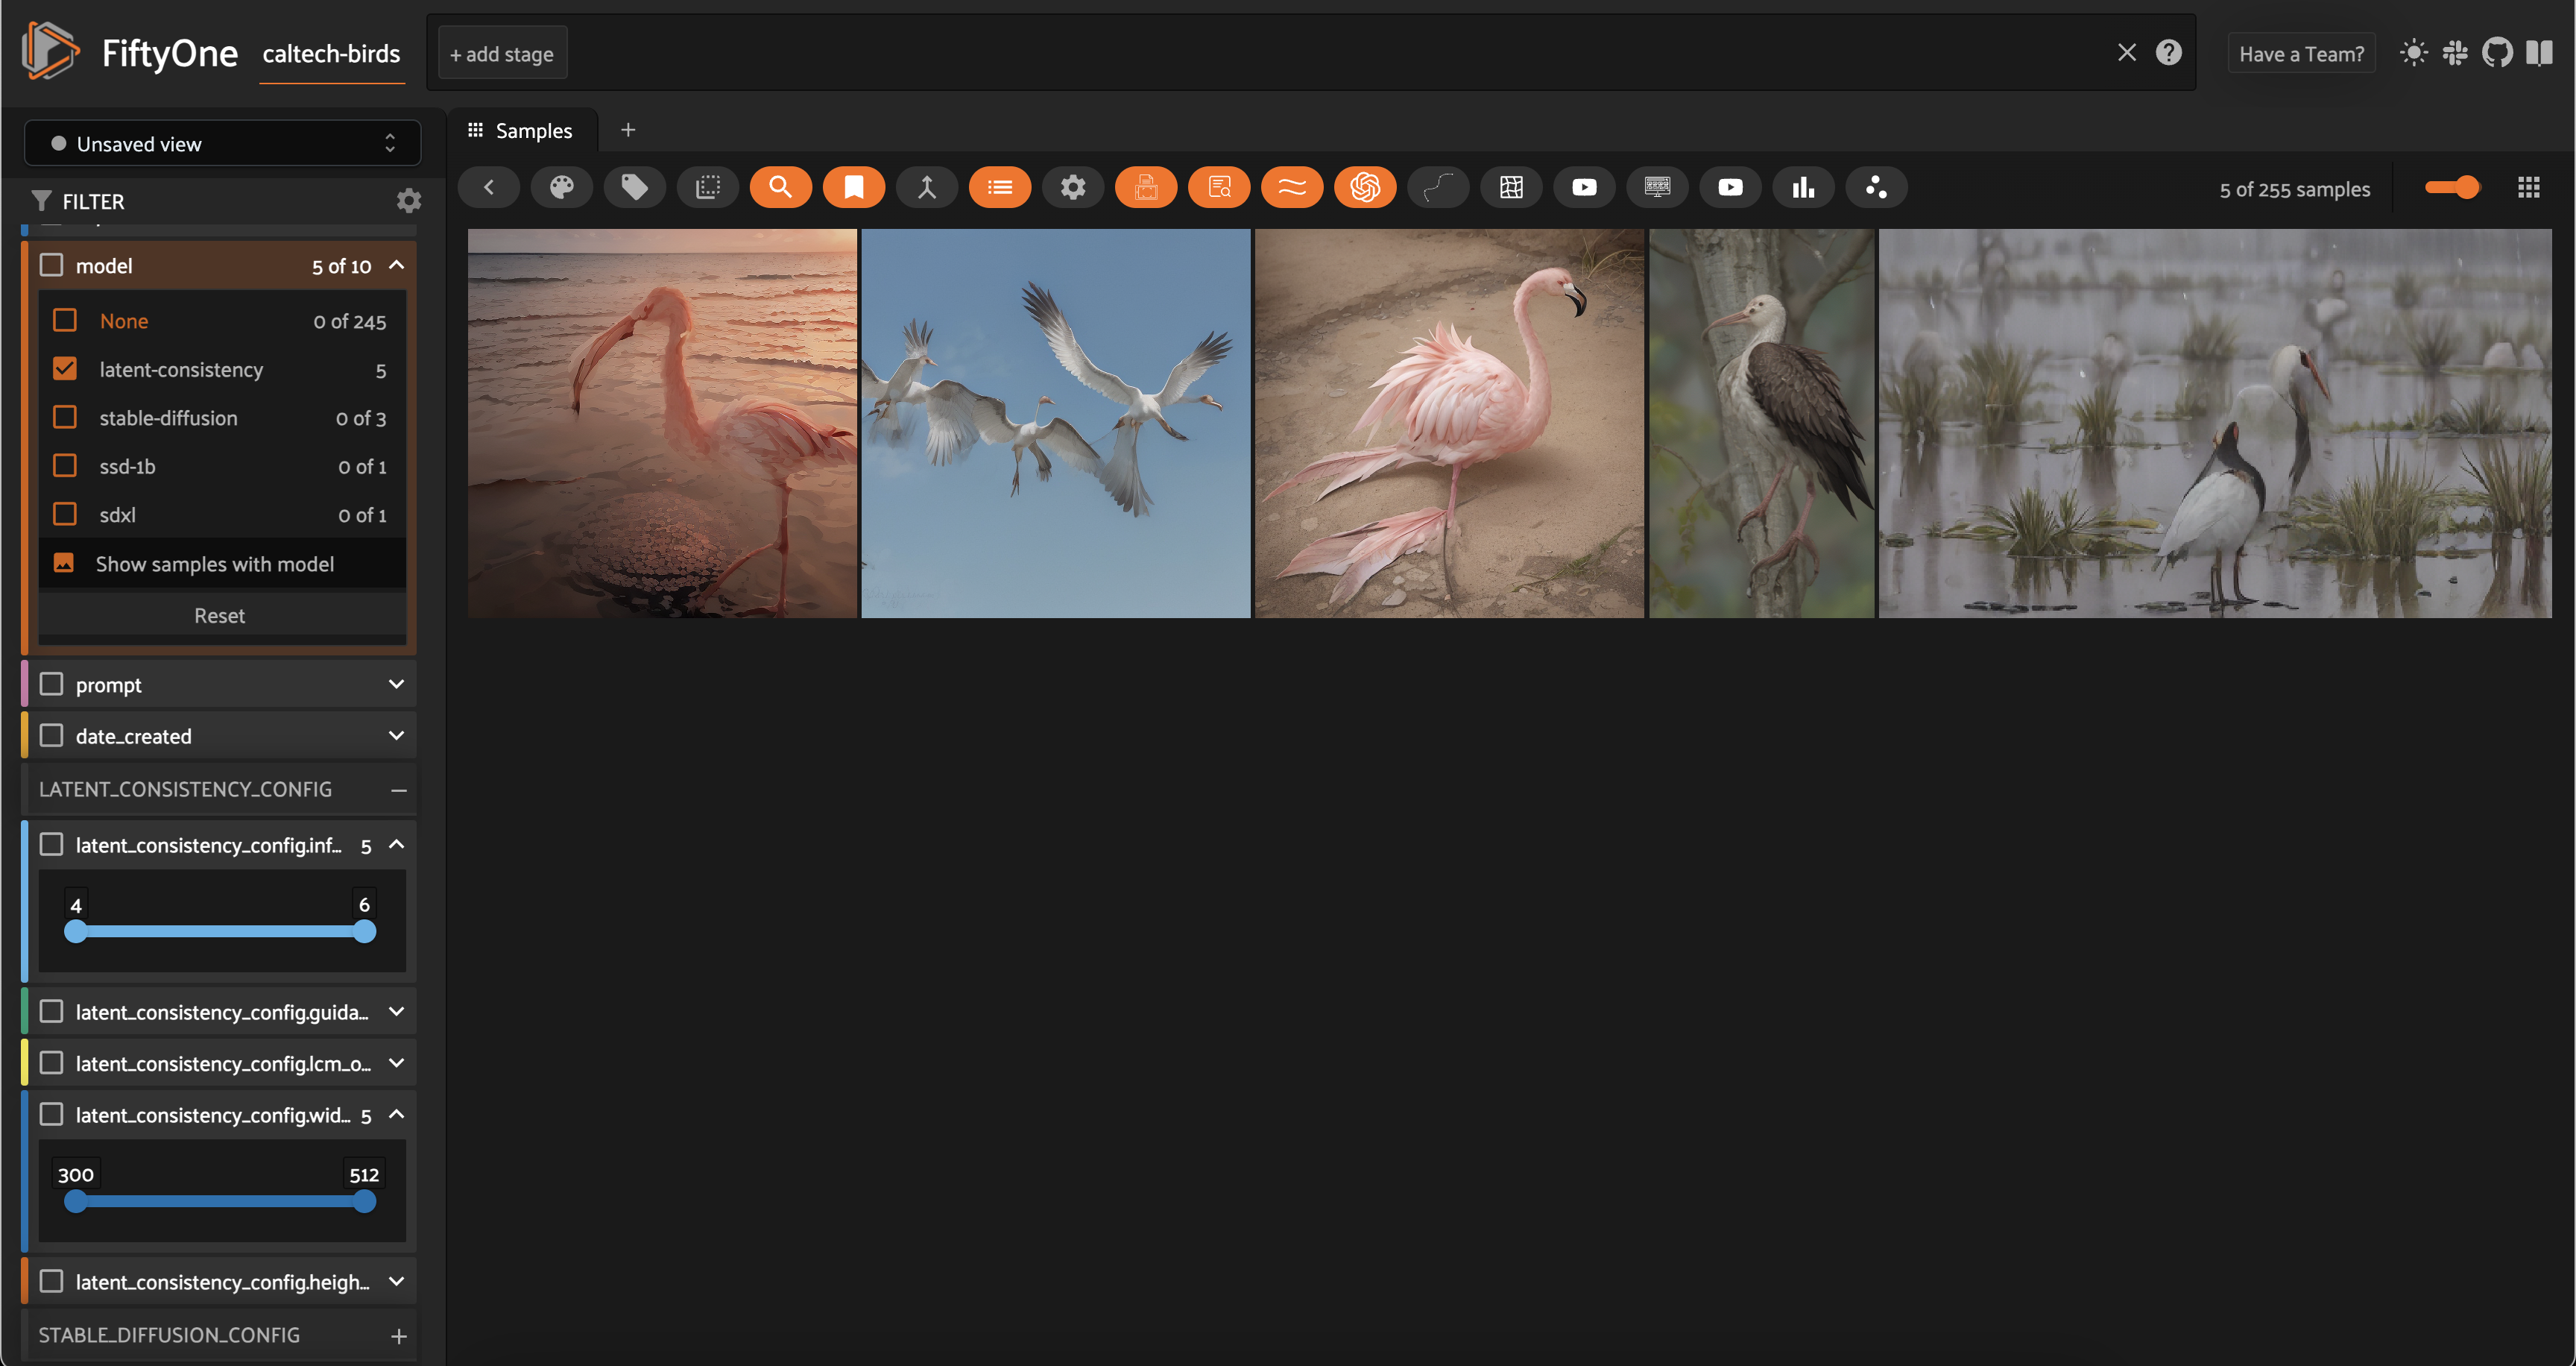 FiftyOne
caltech-birds
+ add stage
Have a Team?
Unsaved view
Samples
FILTER
5 of 255 samples
model 5 of 10
None 0 of 245
latent-consistency 5
stable-diffusion 0 of 3
ssd-1b 0 of 1
sdxl 0 of 1
Show samples with model
Reset
prompt
date_created
LATENT_CONSISTENCY_CONFIG
latent_consistency_config.inf... 5
4 6
latent_consistency_config.guida...
latent_consistency_config.lcm_o...
latent_consistency_config.wid... 5
300 512
latent_consistency_config.heigh...
STABLE_DIFFUSION_CONFIG